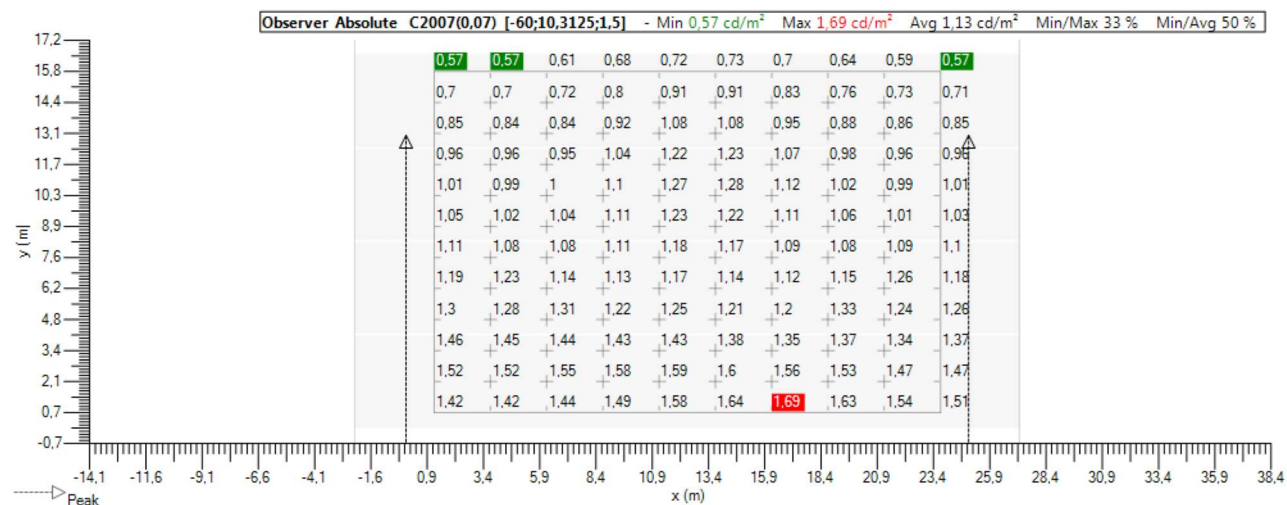 Observer Absolute C2007(0,07) [-60;10,3125;1,5] - Min 0,57 cd/m² Max 1,69 cd/m² Avg 1,13 cd/m² Min/Max 33 % Min/Avg 50 %
17,2
0,57 0,57 0,61 0,68 0,72 0,73 0,7 0,64 0,59 0,57
15,8
0,7 0,7 0,72 0,8 0,91 0,91 0,83 0,76 0,73 0,71
14,4
0,85 0,84 0,84 0,92 1,08 1,08 0,95 0,88 0,86 0,85
13,1
0,96 0,96 0,95 1,04 1,22 1,23 1,07 0,98 0,96 0,96
11,7
1,01 0,99 1 1,1 1,27 1,28 1,12 1,02 0,99 1,01
10,3
1,05 1,02 1,04 1,11 1,23 1,22 1,11 1,06 1,01 1,03
8,9
y (m)
1,11 1,08 1,08 1,11 1,18 1,17 1,09 1,08 1,09 1,1
7,6
1,19 1,23 1,14 1,13 1,17 1,14 1,12 1,15 1,26 1,18
6,2
1,3 1,28 1,31 1,22 1,25 1,21 1,2 1,33 1,24 1,26
4,8
1,46 1,45 1,44 1,43 1,43 1,38 1,35 1,37 1,34 1,37
3,4
1,52 1,52 1,55 1,58 1,59 1,6 1,56 1,53 1,47 1,47
2,1
1,42 1,42 1,44 1,49 1,58 1,64 1,69 1,63 1,54 1,51
0,7
-0,7
-14,1 -11,6 -9,1 -6,6 -4,1 -1,6 0,9 3,4 5,9 8,4 10,9 13,4 15,9 18,4 20,9 23,4 25,9 28,4 30,9 33,4 35,9 38,4
x (m)
Peak